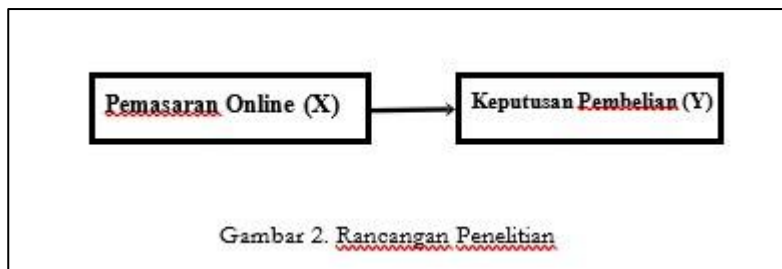 Pemasaran Online (X)
Keputusan Pembelian (Y)
Gambar 2. Rancangan Penelitian